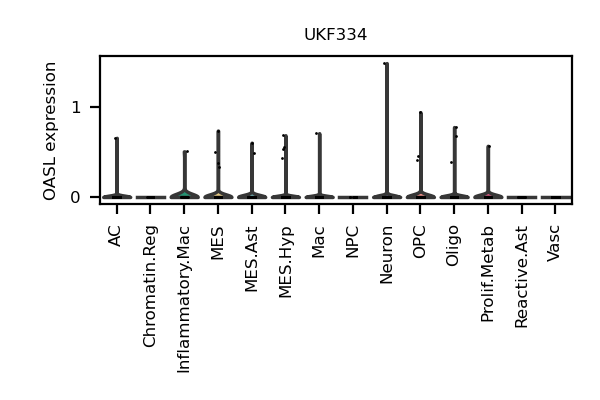 UKF334
OASL expression
1
0
AC
Chromatin.Reg
Inflammatory.Mac
MES
MES.Ast
MES.Hyp
Mac
NPC
Neuron
OPC
Oligo
Prolif.Metab
Reactive.Ast
Vasc